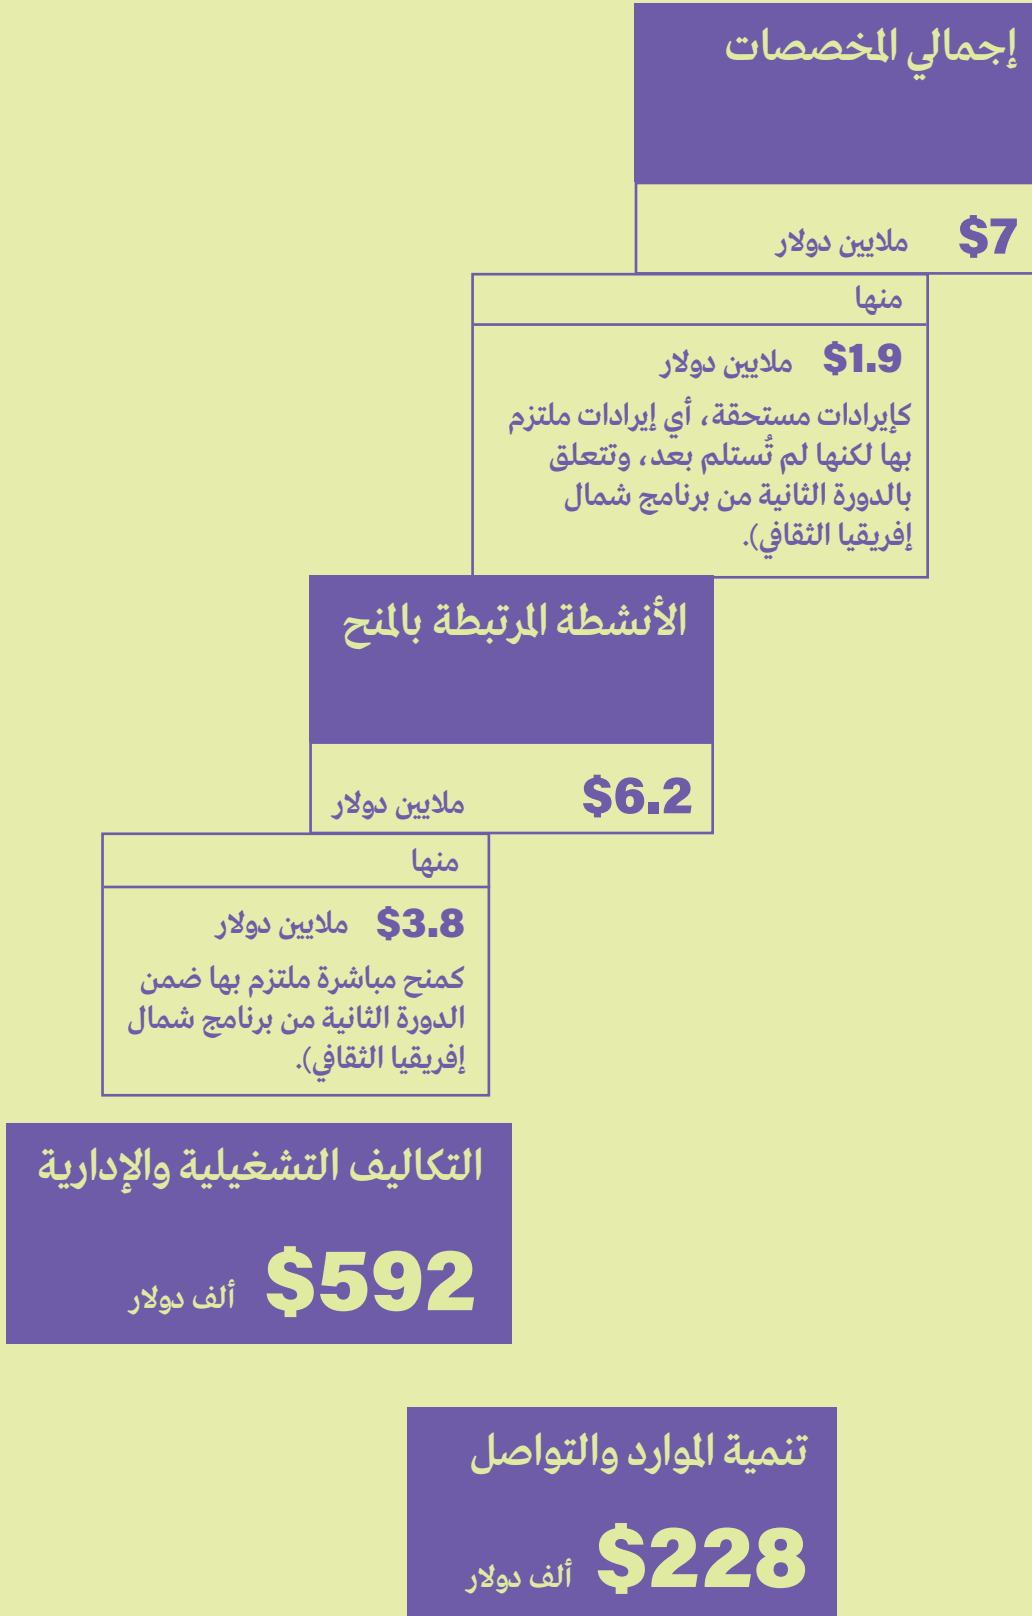 إجمالي المخصصات
$7 ملايين دولار
منها
$1.9 ملايين دولار
كإيرادات مستحقة، أي إيرادات ملتزم
بها لكنها لم تُستلم بعد، وتتعلق
بالدورة الثانية من برنامج شمال
إفريقيا الثقافي).
الأنشطة المرتبطة بالمنح
$6.2 ملايين دولار
منها
$3.8 ملايين دولار
كمنح مباشرة ملتزم بها ضمن
الدورة الثانية من برنامج شمال
إفريقيا الثقافي).
التكاليف التشغيلية والإدارية
$592 ألف دولار
تنمية الموارد والتواصل
$228 ألف دولار